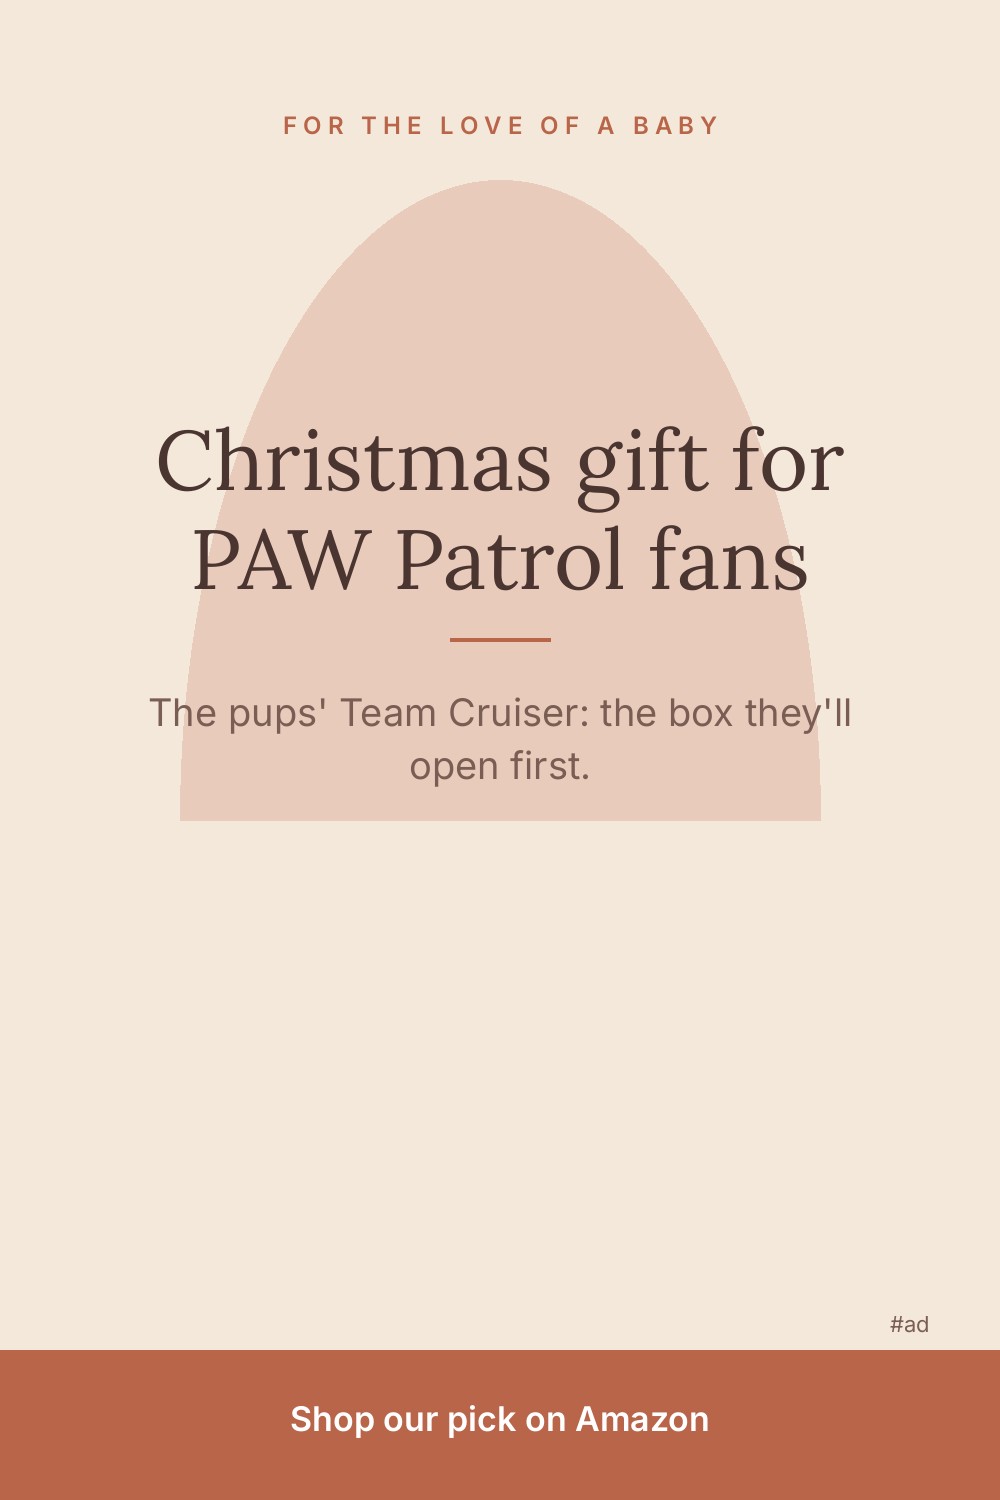 FOR THE LOVE OF A BABY
Christmas gift for
PAW Patrol fans
The pups' Team Cruiser: the box they'll
open first.
#ad
Shop our pick on Amazon